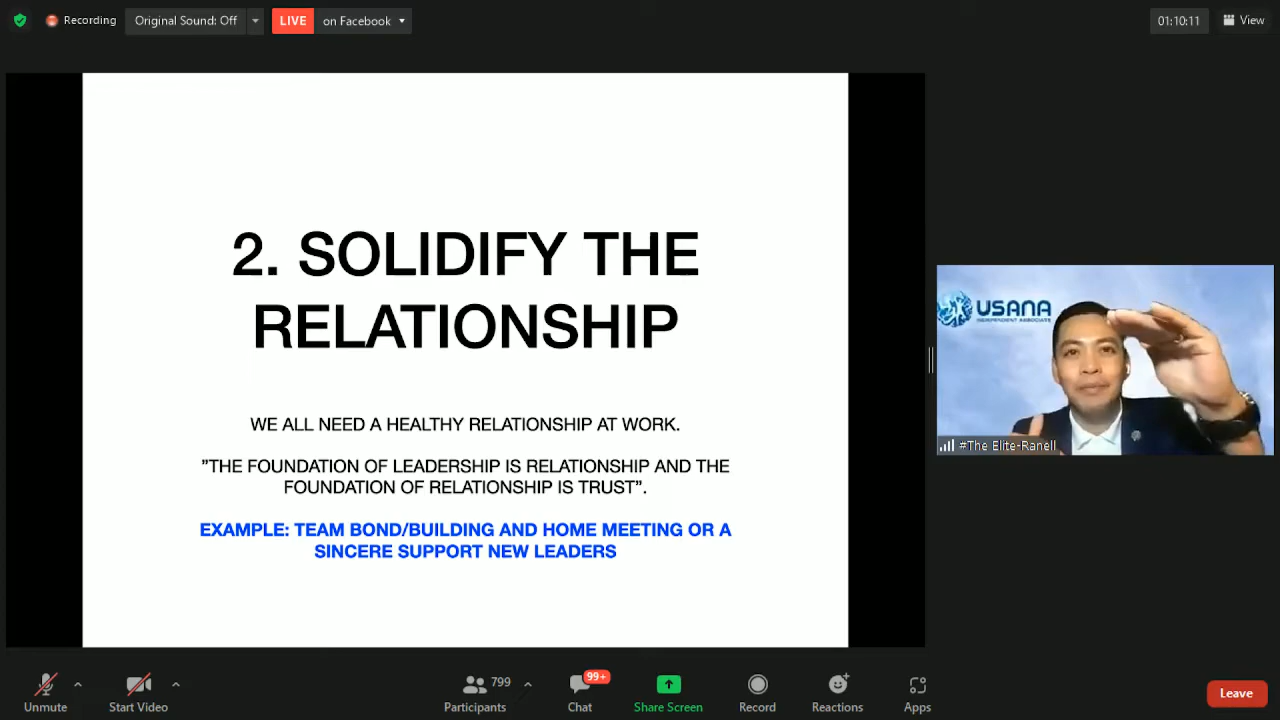 Recording
Original Sound: Off
LIVE
on Facebook
01:10:11
View
2. SOLIDIFY THE
RELATIONSHIP
WE ALL NEED A HEALTHY RELATIONSHIP AT WORK.
”THE FOUNDATION OF LEADERSHIP IS RELATIONSHIP AND THE
FOUNDATION OF RELATIONSHIP IS TRUST”.
EXAMPLE: TEAM BOND/BUILDING AND HOME MEETING OR A
SINCERE SUPPORT NEW LEADERS
USANA
INDEPENDENT ASSOCIATE
#The Elite-Ranell
Unmute
Start Video
799
Participants
99+
Chat
Share Screen
Record
Reactions
Apps
Leave